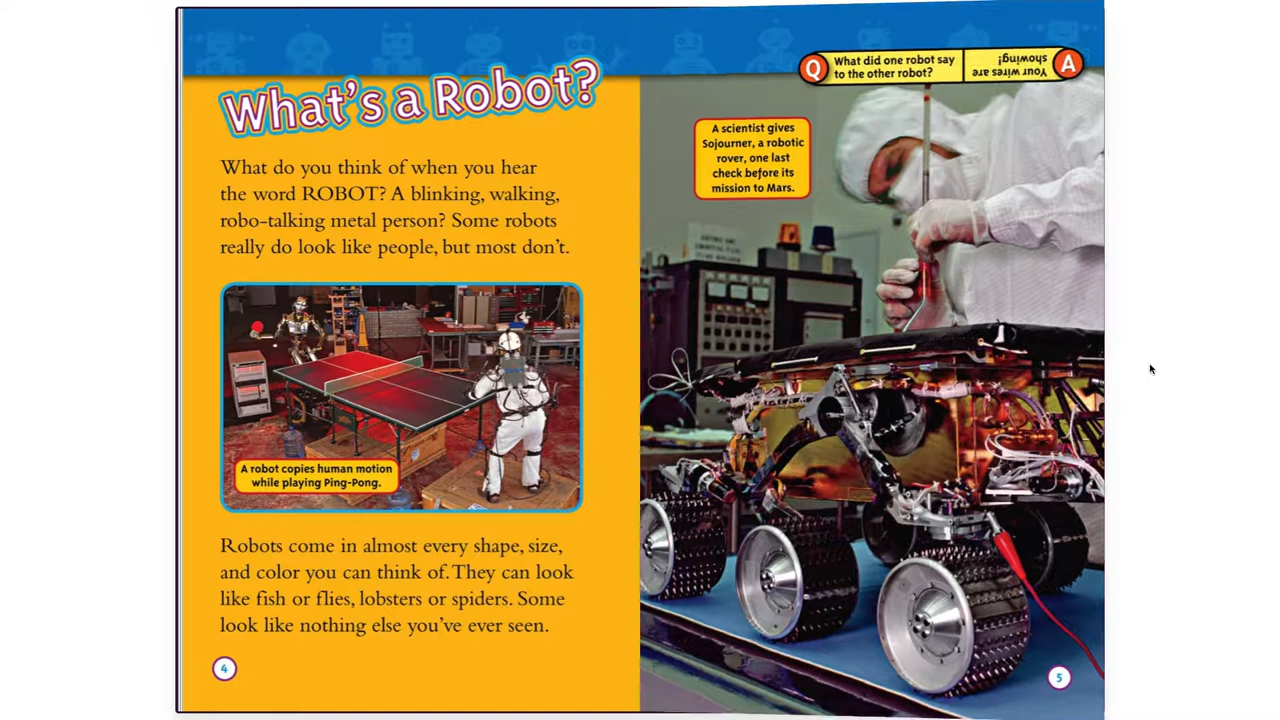 What's a Robot?
What do you think of when you hear
the word ROBOT? A blinking, walking,
robo-talking metal person? Some robots
really do look like people, but most don't.
A robot copies human motion
while playing Ping-Pong.
Robots come in almost every shape, size,
and color you can think of. They can look
like fish or flies, lobsters or spiders. Some
look like nothing else you've ever seen.
4
Q
What did one robot say
to the other robot?
A
Your wires are
showing!
A scientist gives
Sojourner, a robotic
rover, one last
check before its
mission to Mars.
5